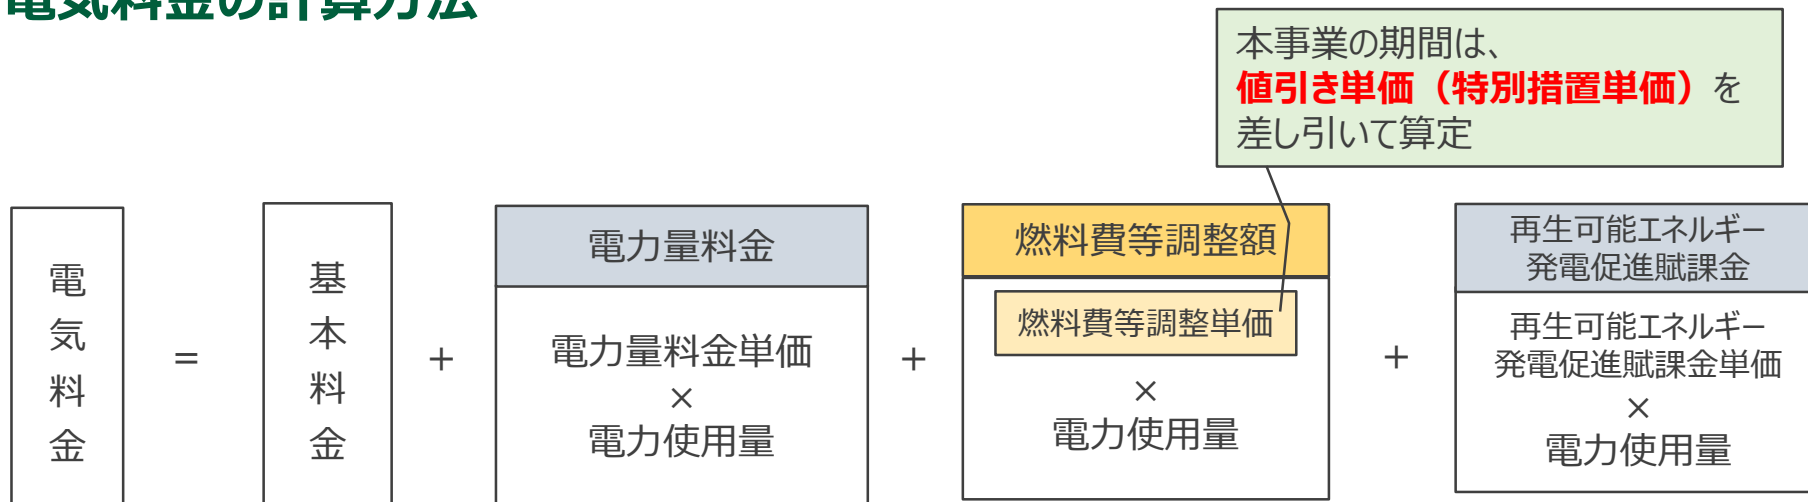 電気料金の計算方法
本事業の期間は、
値引き単価（特別措置単価）を
差し引いて算定
電気料金
=
基本料金
+
電力量料金
電力量料金単価
×
電力使用量
+
燃料費等調整額
燃料費等調整単価
×
電力使用量
+
再生可能エネルギー
発電促進賦課金
再生可能エネルギー
発電促進賦課金単価
×
電力使用量